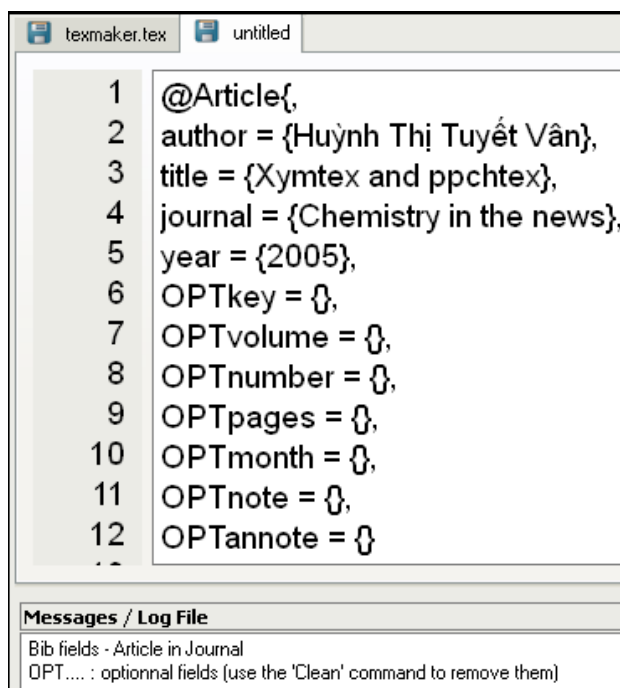 texmaker.tex untitled
1 @Article{,
2 author = {Huỳnh Thị Tuyết Vân},
3 title = {Xymtex and ppchtex},
4 journal = {Chemistry in the news},
5 year = {2005},
6 OPTkey = {},
7 OPTvolume = {},
8 OPTnumber = {},
9 OPTpages = {},
10 OPTmonth = {},
11 OPTnote = {},
12 OPTannote = {}
Messages / Log File
Bib fields - Article in Journal
OPT.... : optionnal fields (use the 'Clean' command to remove them)